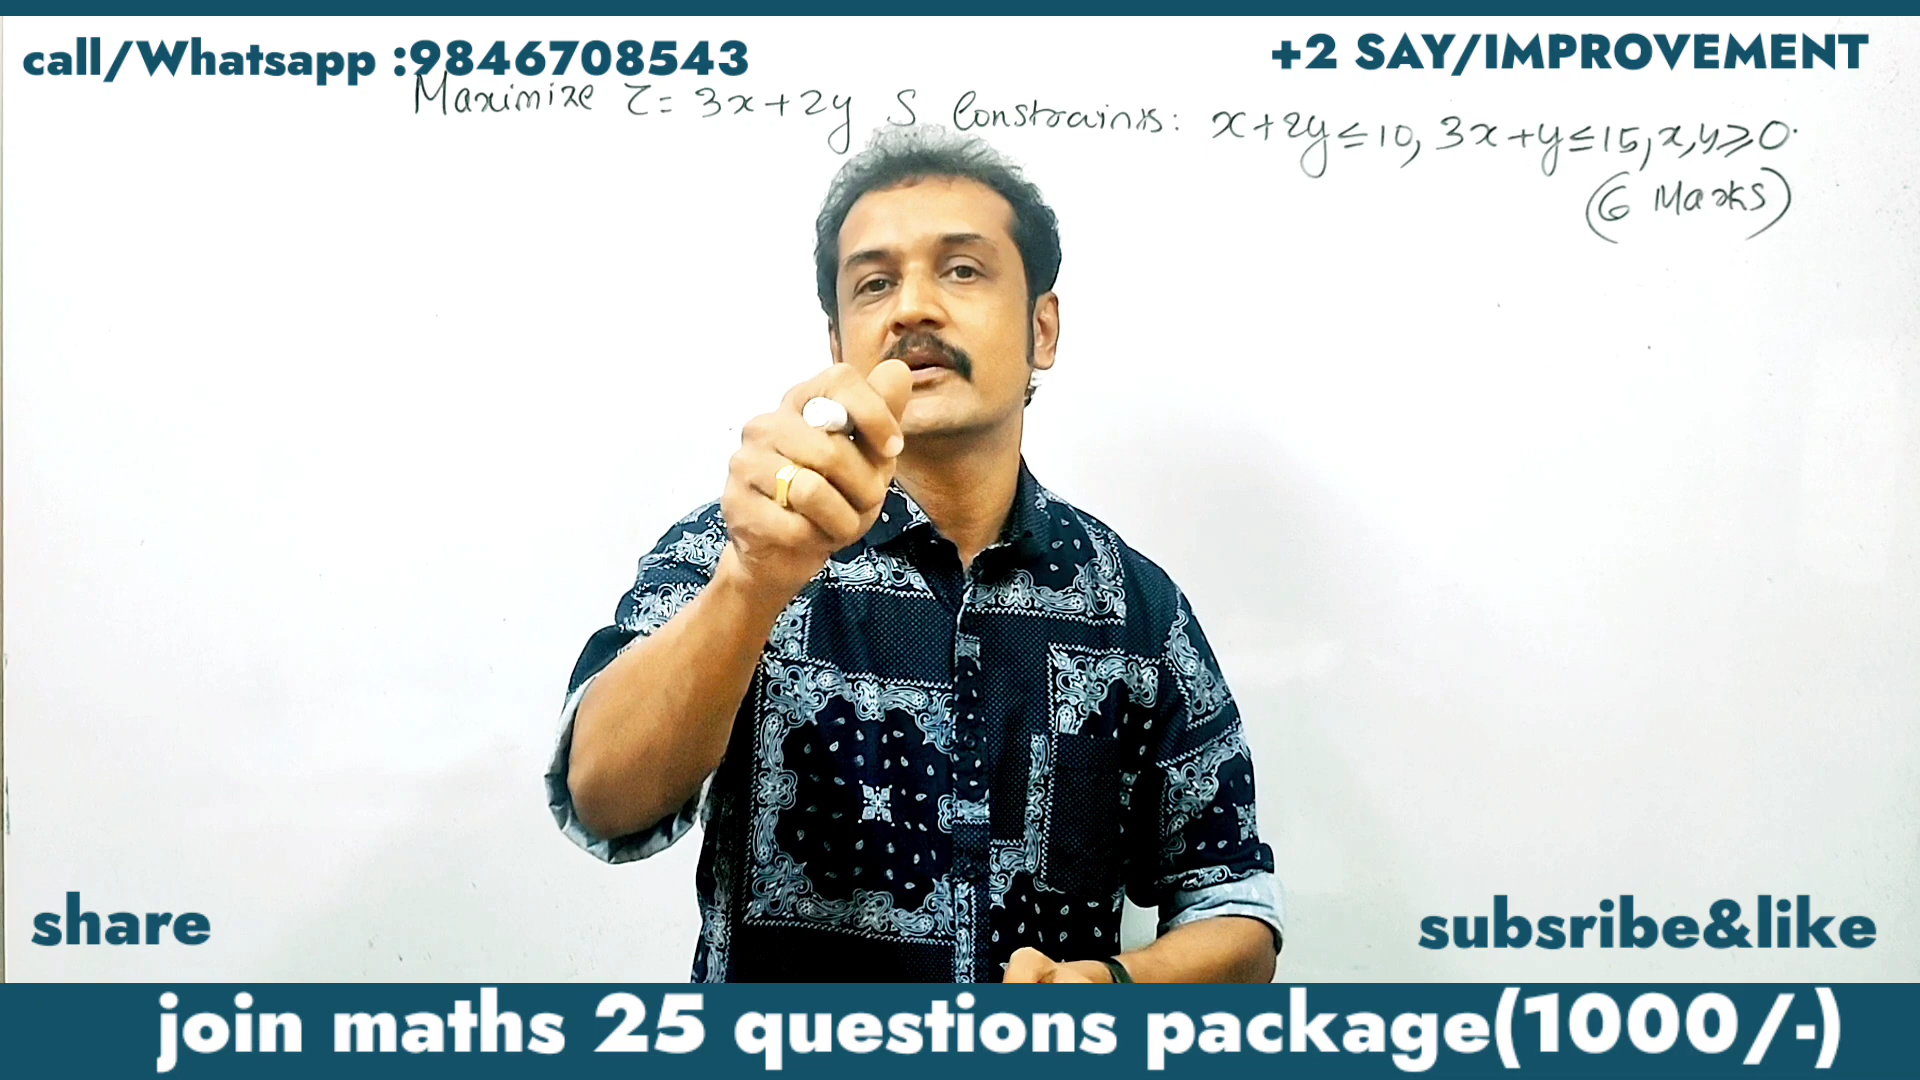 call/Whatsapp :9846708543
+2 SAY/IMPROVEMENT
Maximize Z = 3x+2y S Constraints: x+2y≤10, 3x+y≤15, x,y≥0.
(6 Marks)
share
subsribe&like
join maths 25 questions package(1000/-)